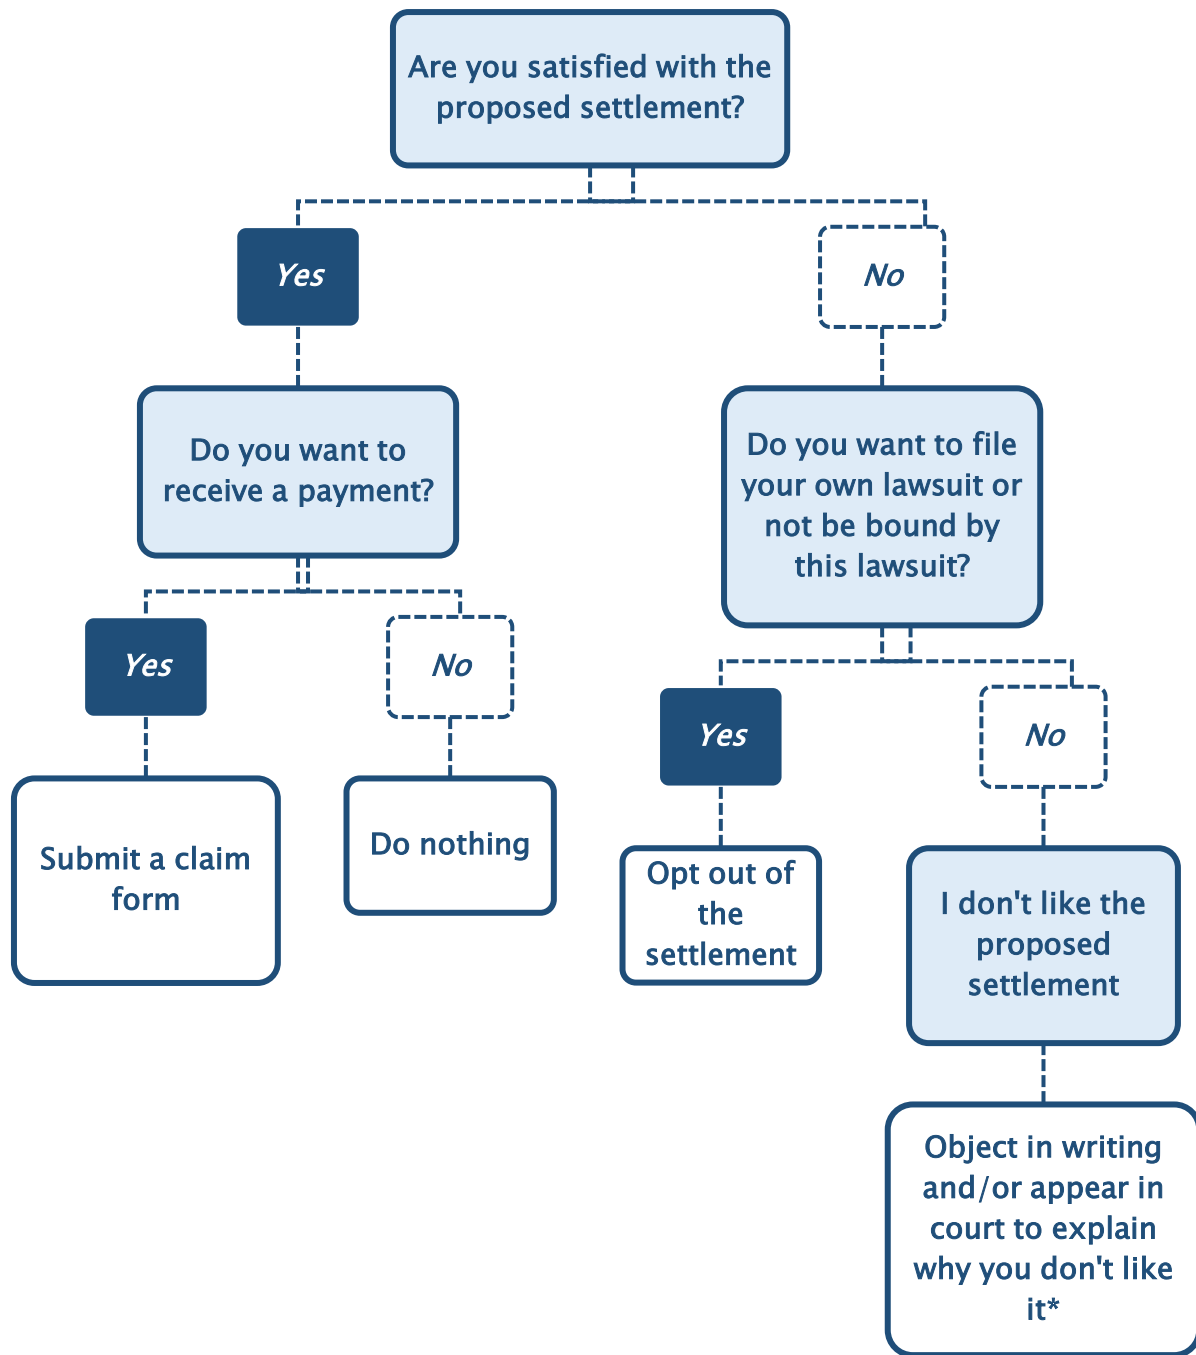 Are you satisfied with the
proposed settlement?
Yes
No
Do you want to
receive a payment?
Do you want to file
your own lawsuit or
not be bound by
this lawsuit?
Yes
No
Yes
No
Submit a claim
form
Do nothing
Opt out of
the
settlement
I don't like the
proposed
settlement
Object in writing
and/or appear in
court to explain
why you don't like
it*